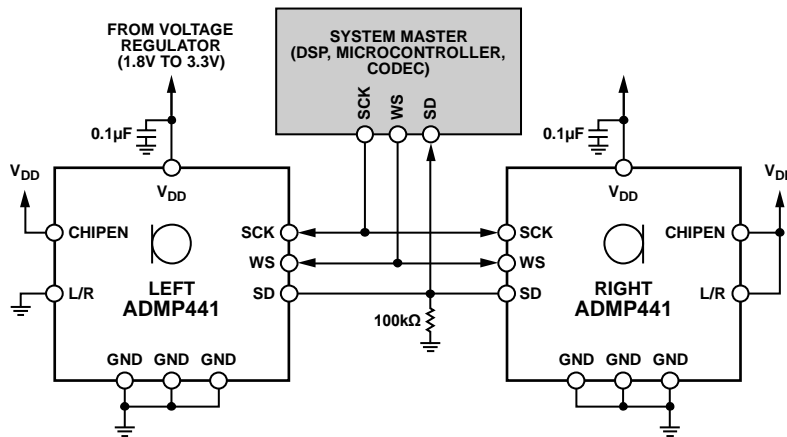 FROM VOLTAGE
REGULATOR
(1.8V TO 3.3V)
SYSTEM MASTER
(DSP, MICROCONTROLLER,
CODEC)
SCK
WS
SD
0.1µF
0.1µF
VDD
VDD
VDD
CHIPEN
L/R
LEFT
ADMP441
SCK
WS
SD
GND
GND
GND
100kΩ
VDD
SCK
WS
SD
RIGHT
ADMP441
CHIPEN
L/R
GND
GND
GND